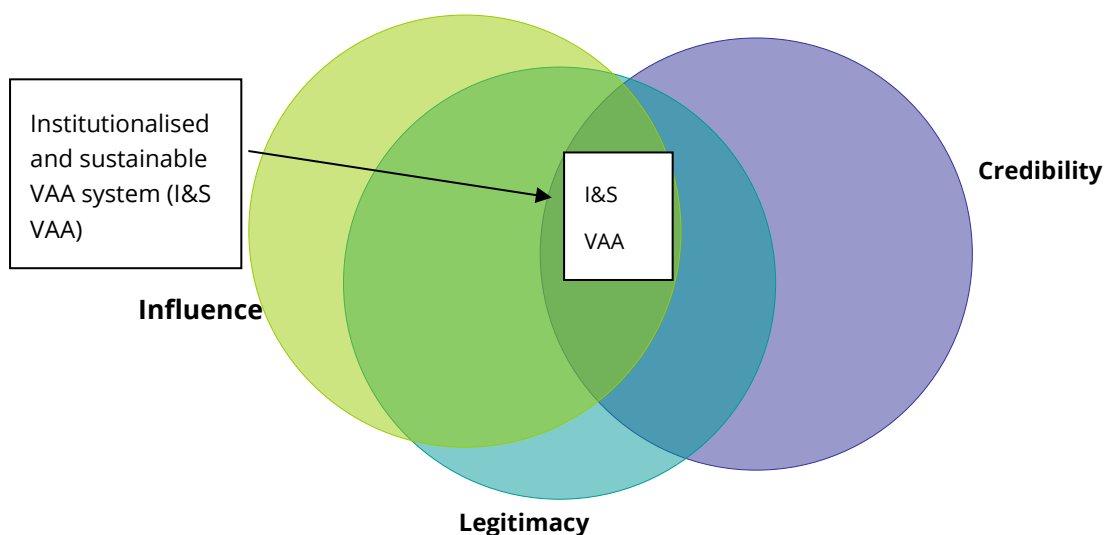 Institutionalised
and sustainable
VAA system (I&S
VAA)
I&S
VAA
Credibility
Influence
Legitimacy